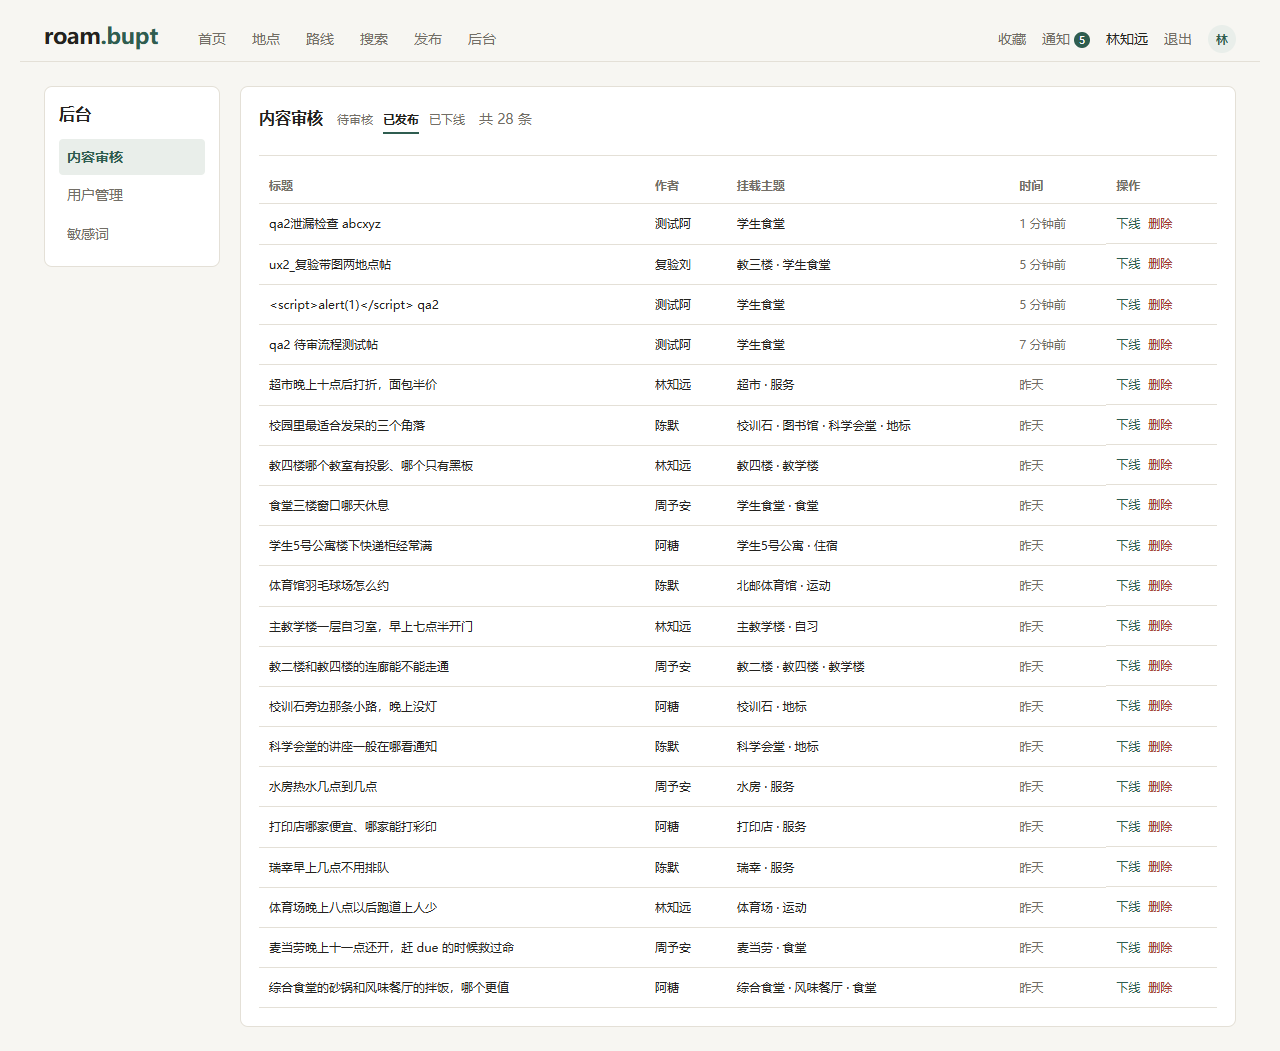 roam.bupt 首页 地点 路线 搜索 发布 后台 收藏 通知 5 林知远 退出 林
后台
内容审核
用户管理
敏感词
内容审核 待审核 已发布 已下线 共 28 条
标题 作者 挂载主题 时间 操作
qa2泄漏检查 abcxyz 测试阿 学生食堂 1 分钟前 下线 删除
ux2_复验带图两地点帖 复验刘 教三楼 · 学生食堂 5 分钟前 下线 删除
<script>alert(1)</script> qa2 测试阿 学生食堂 5 分钟前 下线 删除
qa2 待审流程测试帖 测试阿 学生食堂 7 分钟前 下线 删除
超市晚上十点后打折，面包半价 林知远 超市 · 服务 昨天 下线 删除
校园里最适合发呆的三个角落 陈默 校训石 · 图书馆 · 科学会堂 · 地标 昨天 下线 删除
教四楼哪个教室有投影、哪个只有黑板 林知远 教四楼 · 教学楼 昨天 下线 删除
食堂三楼窗口哪天休息 周予安 学生食堂 · 食堂 昨天 下线 删除
学生5号公寓楼下快递柜经常满 阿糖 学生5号公寓 · 住宿 昨天 下线 删除
体育馆羽毛球场怎么约 陈默 北邮体育馆 · 运动 昨天 下线 删除
主教学楼一层自习室，早上七点半开门 林知远 主教学楼 · 自习 昨天 下线 删除
教二楼和教四楼的连廊能不能走通 周予安 教二楼 · 教四楼 · 教学楼 昨天 下线 删除
校训石旁边那条小路，晚上没灯 阿糖 校训石 · 地标 昨天 下线 删除
科学会堂的讲座一般在哪看通知 陈默 科学会堂 · 地标 昨天 下线 删除
水房热水几点到几点 周予安 水房 · 服务 昨天 下线 删除
打印店哪家便宜、哪家能打彩印 阿糖 打印店 · 服务 昨天 下线 删除
瑞幸早上几点不用排队 陈默 瑞幸 · 服务 昨天 下线 删除
体育场晚上八点以后跑道上人少 林知远 体育场 · 运动 昨天 下线 删除
麦当劳晚上十一点还开，赶 due 的时候救过命 周予安 麦当劳 · 食堂 昨天 下线 删除
综合食堂的砂锅和风味餐厅的拌饭，哪个更值 阿糖 综合食堂 · 风味餐厅 · 食堂 昨天 下线 删除